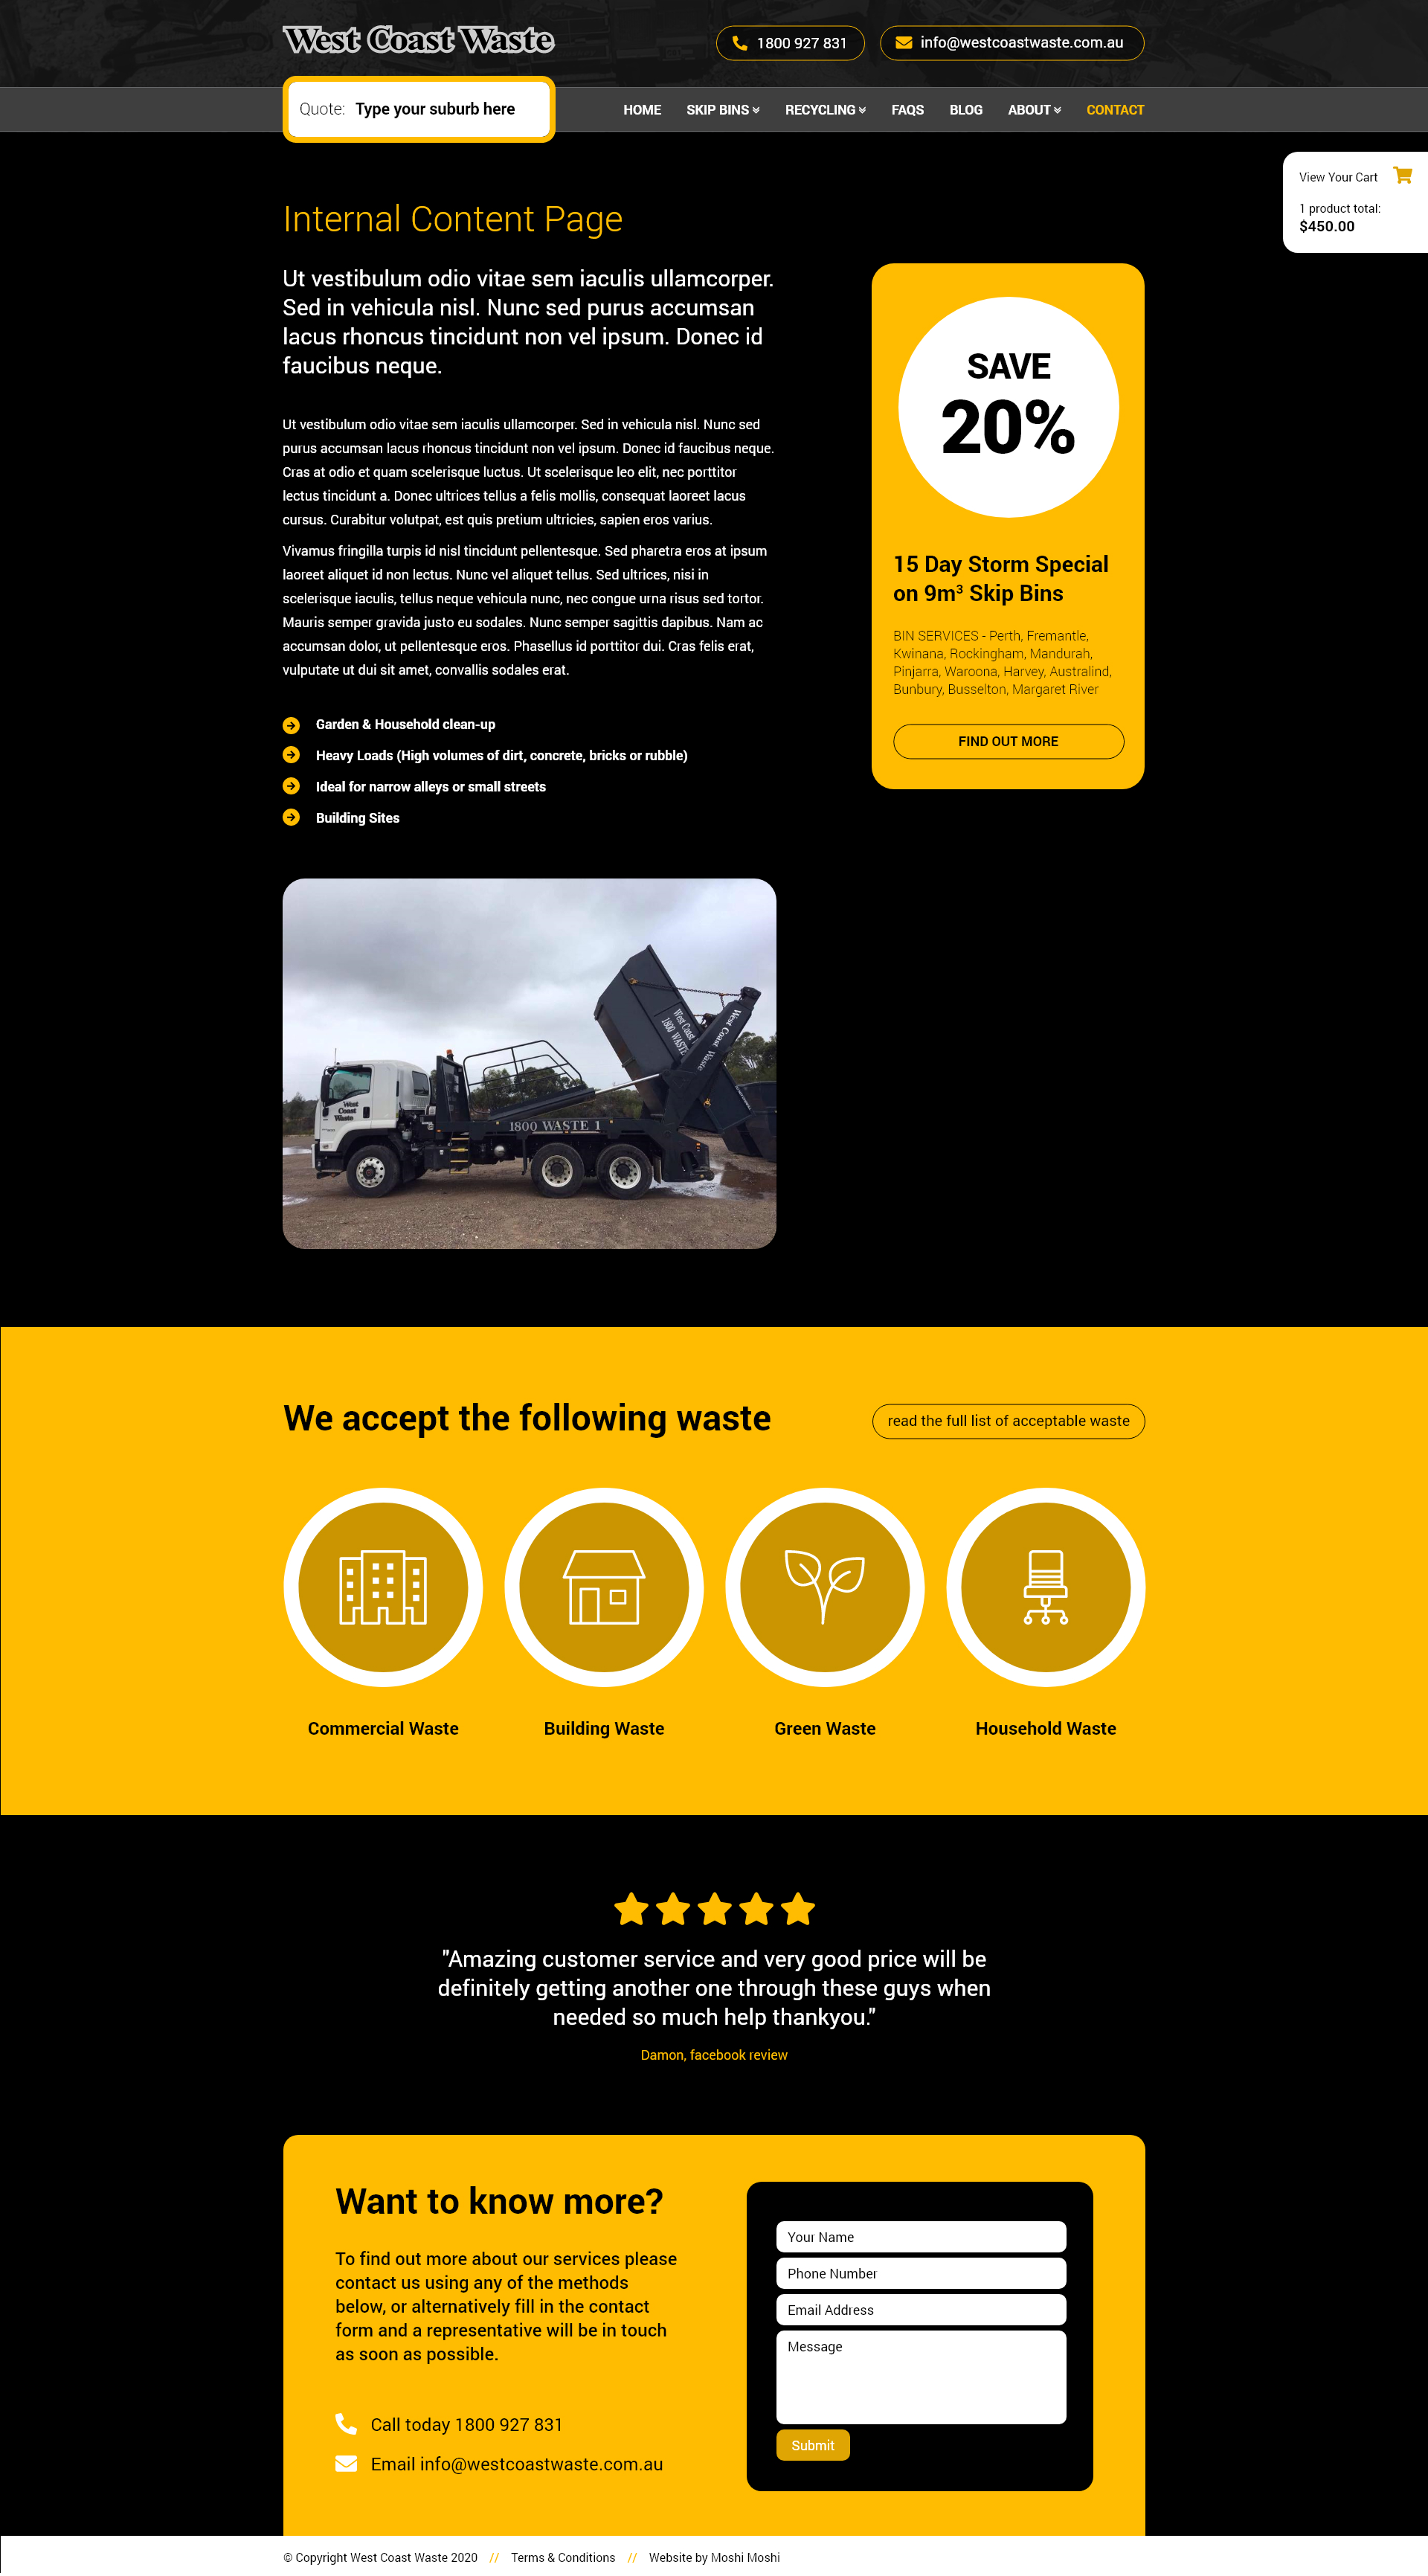 West Coast Waste
1800 927 831
info@westcoastwaste.com.au
Quote: Type your suburb here
HOME SKIP BINS RECYCLING FAQS BLOG ABOUT CONTACT
View Your Cart
1 product total:
$450.00
Internal Content Page
Ut vestibulum odio vitae sem iaculis ullamcorper.
Sed in vehicula nisl. Nunc sed purus accumsan
lacus rhoncus tincidunt non vel ipsum. Donec id
faucibus neque.
Ut vestibulum odio vitae sem iaculis ullamcorper. Sed in vehicula nisl. Nunc sed
purus accumsan lacus rhoncus tincidunt non vel ipsum. Donec id faucibus neque.
Cras at odio et quam scelerisque luctus. Ut scelerisque leo elit, nec porttitor
lectus tincidunt a. Donec ultrices tellus a felis mollis, consequat laoreet lacus
cursus. Curabitur volutpat, est quis pretium ultricies, sapien eros varius.
Vivamus fringilla turpis id nisl tincidunt pellentesque. Sed pharetra eros at ipsum
laoreet aliquet id non lectus. Nunc vel aliquet tellus. Sed ultrices, nisi in
scelerisque iaculis, tellus neque vehicula nunc, nec congue urna risus sed tortor.
Mauris semper gravida justo eu sodales. Nunc semper sagittis dapibus. Nam ac
accumsan dolor, ut pellentesque eros. Phasellus id porttitor dui. Cras felis erat,
vulputate ut dui sit amet, convallis sodales erat.
Garden & Household clean-up
Heavy Loads (High volumes of dirt, concrete, bricks or rubble)
Ideal for narrow alleys or small streets
Building Sites
SAVE
20%
15 Day Storm Special
on 9m³ Skip Bins
BIN SERVICES - Perth, Fremantle,
Kwinana, Rockingham, Mandurah,
Pinjarra, Waroona, Harvey, Australind,
Bunbury, Busselton, Margaret River
FIND OUT MORE
West Coast
1800 WASTE
West Coast Waste
West
Coast
Waste
1800 WASTE 1
We accept the following waste
read the full list of acceptable waste
Commercial Waste
Building Waste
Green Waste
Household Waste
"Amazing customer service and very good price will be
definitely getting another one through these guys when
needed so much help thankyou."
Damon, facebook review
Want to know more?
To find out more about our services please
contact us using any of the methods
below, or alternatively fill in the contact
form and a representative will be in touch
as soon as possible.
Call today 1800 927 831
Email info@westcoastwaste.com.au
Your Name
Phone Number
Email Address
Message
Submit
© Copyright West Coast Waste 2020 // Terms & Conditions // Website by Moshi Moshi